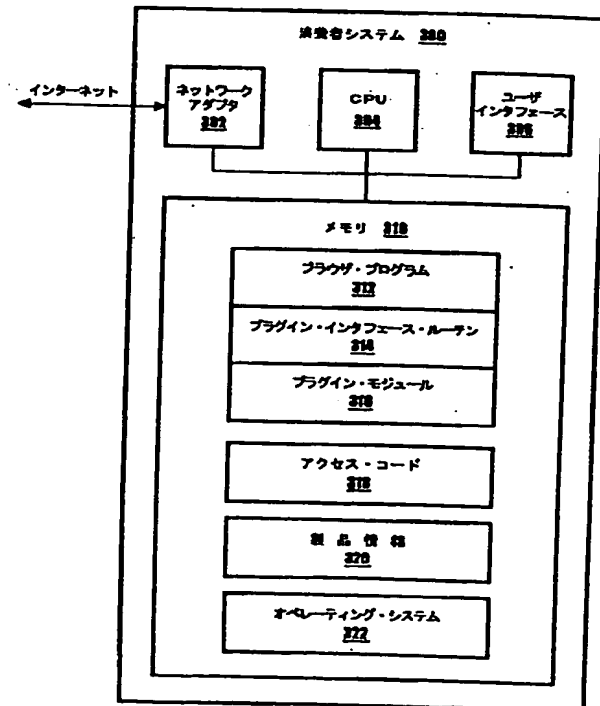 消費者システム 300
インターネット
ネットワーク
アダプタ
302
CPU
304
ユーザ
インタフェース
306
メモリ 310
ブラウザ・プログラム
312
プラグイン・インタフェース・ルーチン
314
プラグイン・モジュール
316
アクセス・コード
318
製品情報
320
オペレーティング・システム
322